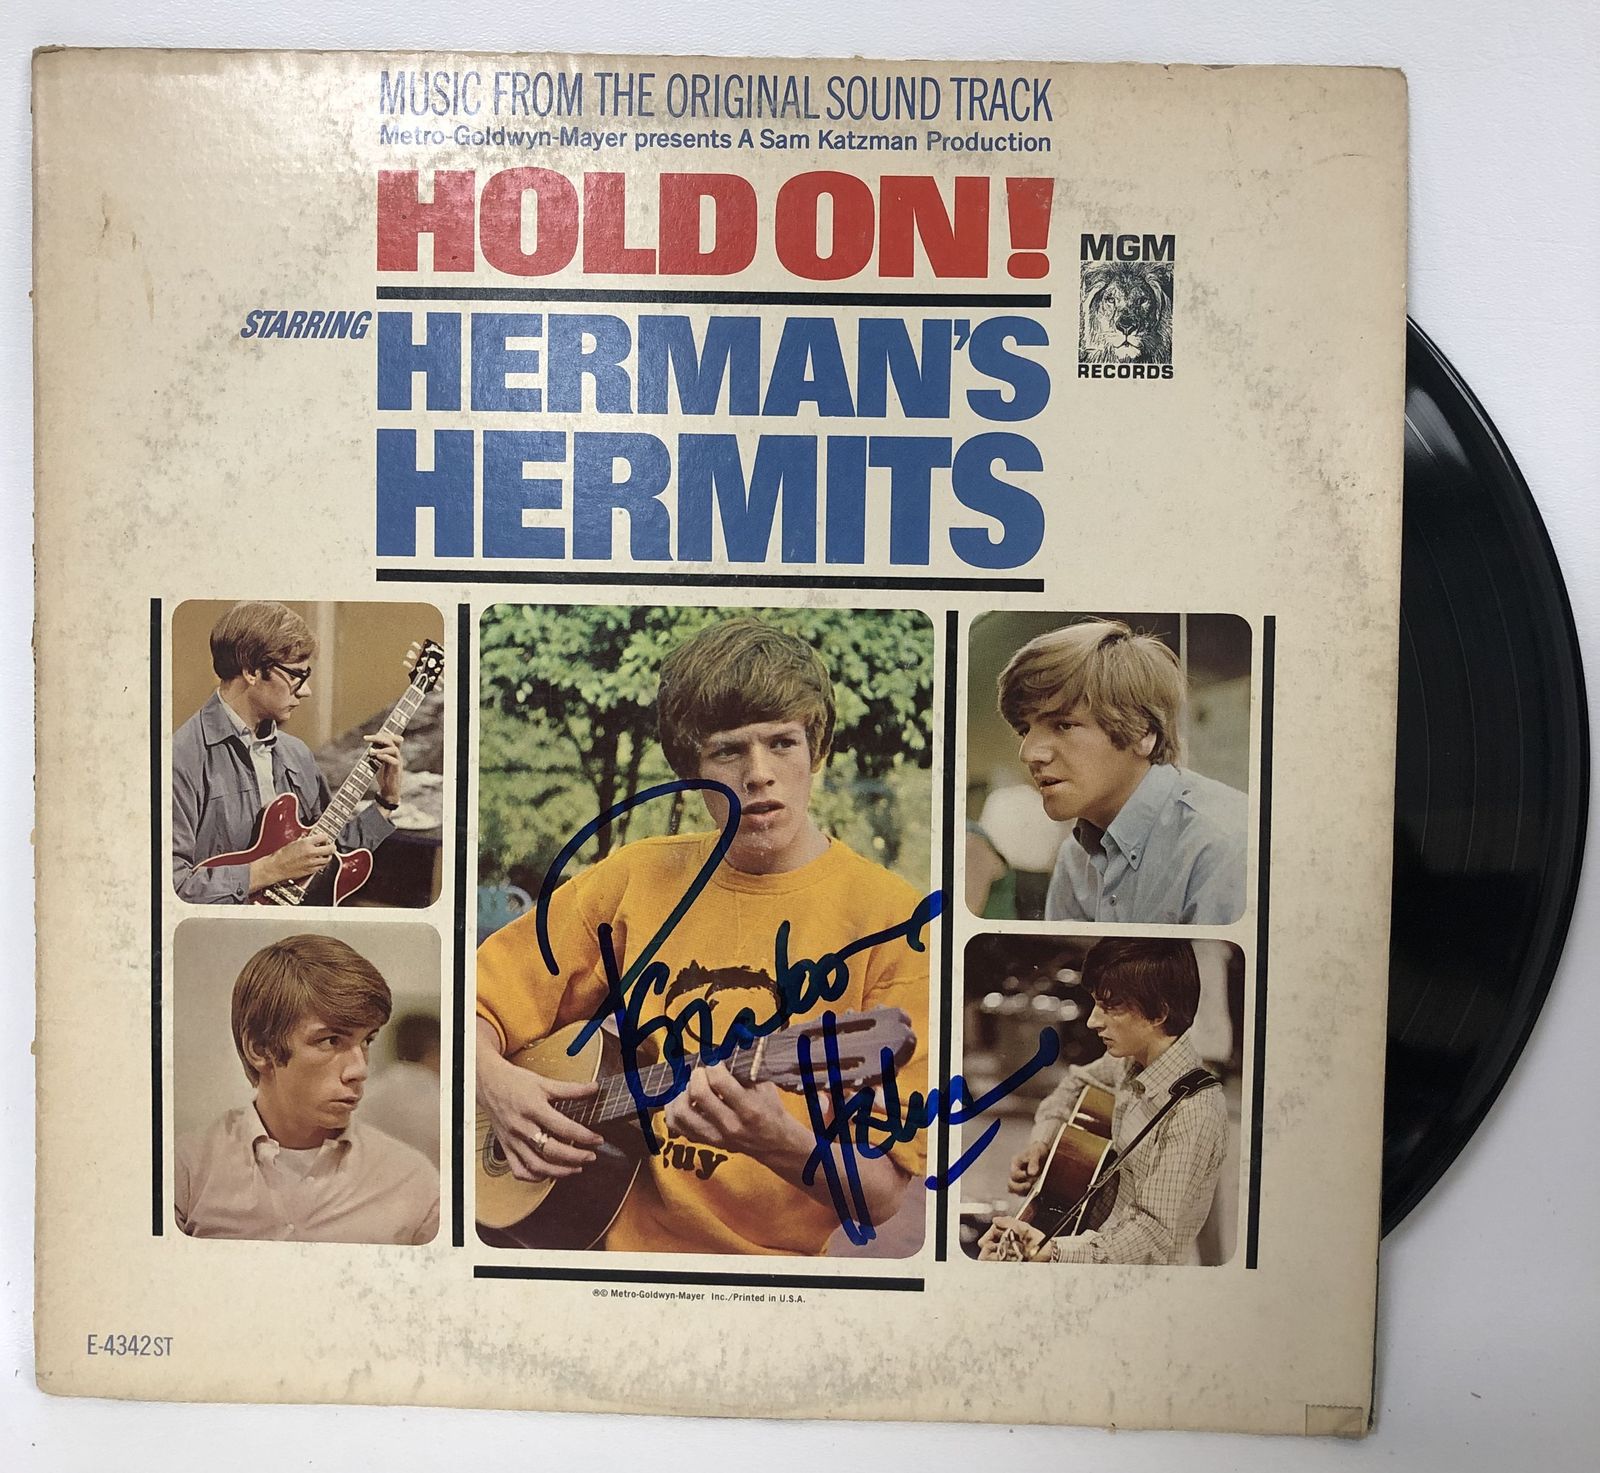 MUSIC FROM THE ORIGINAL SOUND TRACK
Metro-Goldwyn-Mayer presents A Sam Katzman Production
HOLD ON!
MGM
RECORDS
STARRING HERMAN'S
HERMITS
guy
®© Metro-Goldwyn-Mayer Inc./Printed in U.S.A.
E-4342ST